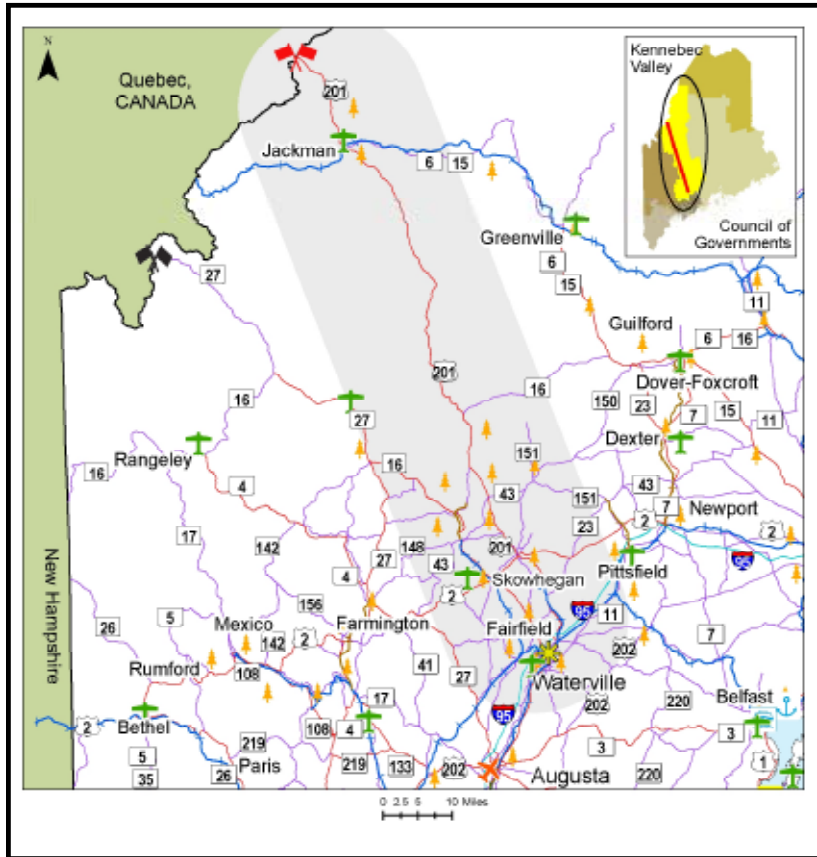 N
Quebec,
CANADA
Kennebec
Valley
Council of
Governments
201
Jackman
6
15
Greenville
27
6
15
11
Guilford
6
16
201
Dover-Foxcroft
16
16
150
23
7
15
11
27
Dexter
Rangeley
16
4
16
151
43
43
151
7
Newport
17
23
2
2
142
27
148
201
43
Skowhegan
Pittsfield
95
4
2
New Hampshire
156
5
Mexico
Farmington
95
11
26
142
2
Fairfield
202
7
Rumford
108
41
27
Waterville
220
Belfast
17
95
202
2
Bethel
4
3
3
108
219
5
Paris
219
133
202
1
35
26
Augusta
220
0 2.5 5 10 Miles